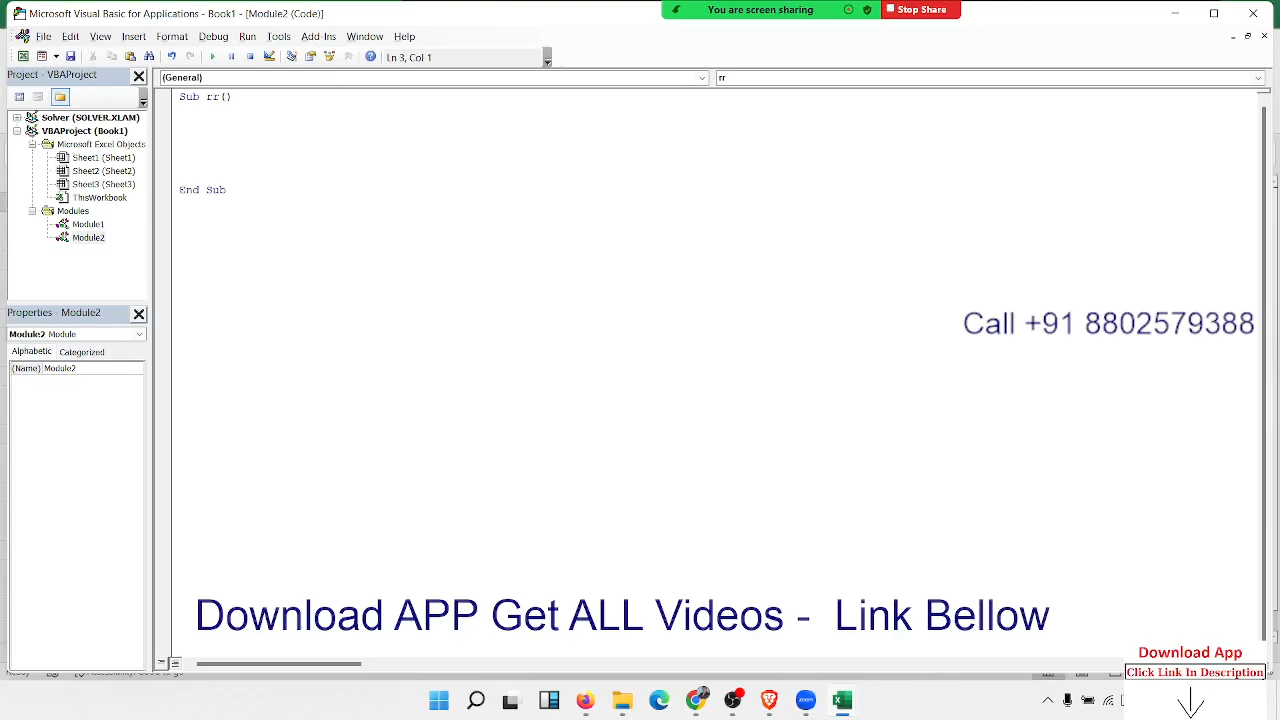 Microsoft Visual Basic for Applications - Book1 - [Module2 (Code)]
You are screen sharing
Stop Share
File Edit View Insert Format Debug Run Tools Add-Ins Window Help
Ln 3, Col 1
Project - VBAProject
(General)
rr
Sub rr()
End Sub
Solver (SOLVER.XLAM)
VBAProject (Book1)
Microsoft Excel Objects
Sheet1 (Sheet1)
Sheet2 (Sheet2)
Sheet3 (Sheet3)
ThisWorkbook
Modules
Module1
Module2
Properties - Module2
Module2 Module
Alphabetic Categorized
(Name) Module2
Call +91 8802579388
Download APP Get ALL Videos - Link Bellow
Download App
Click Link In Description